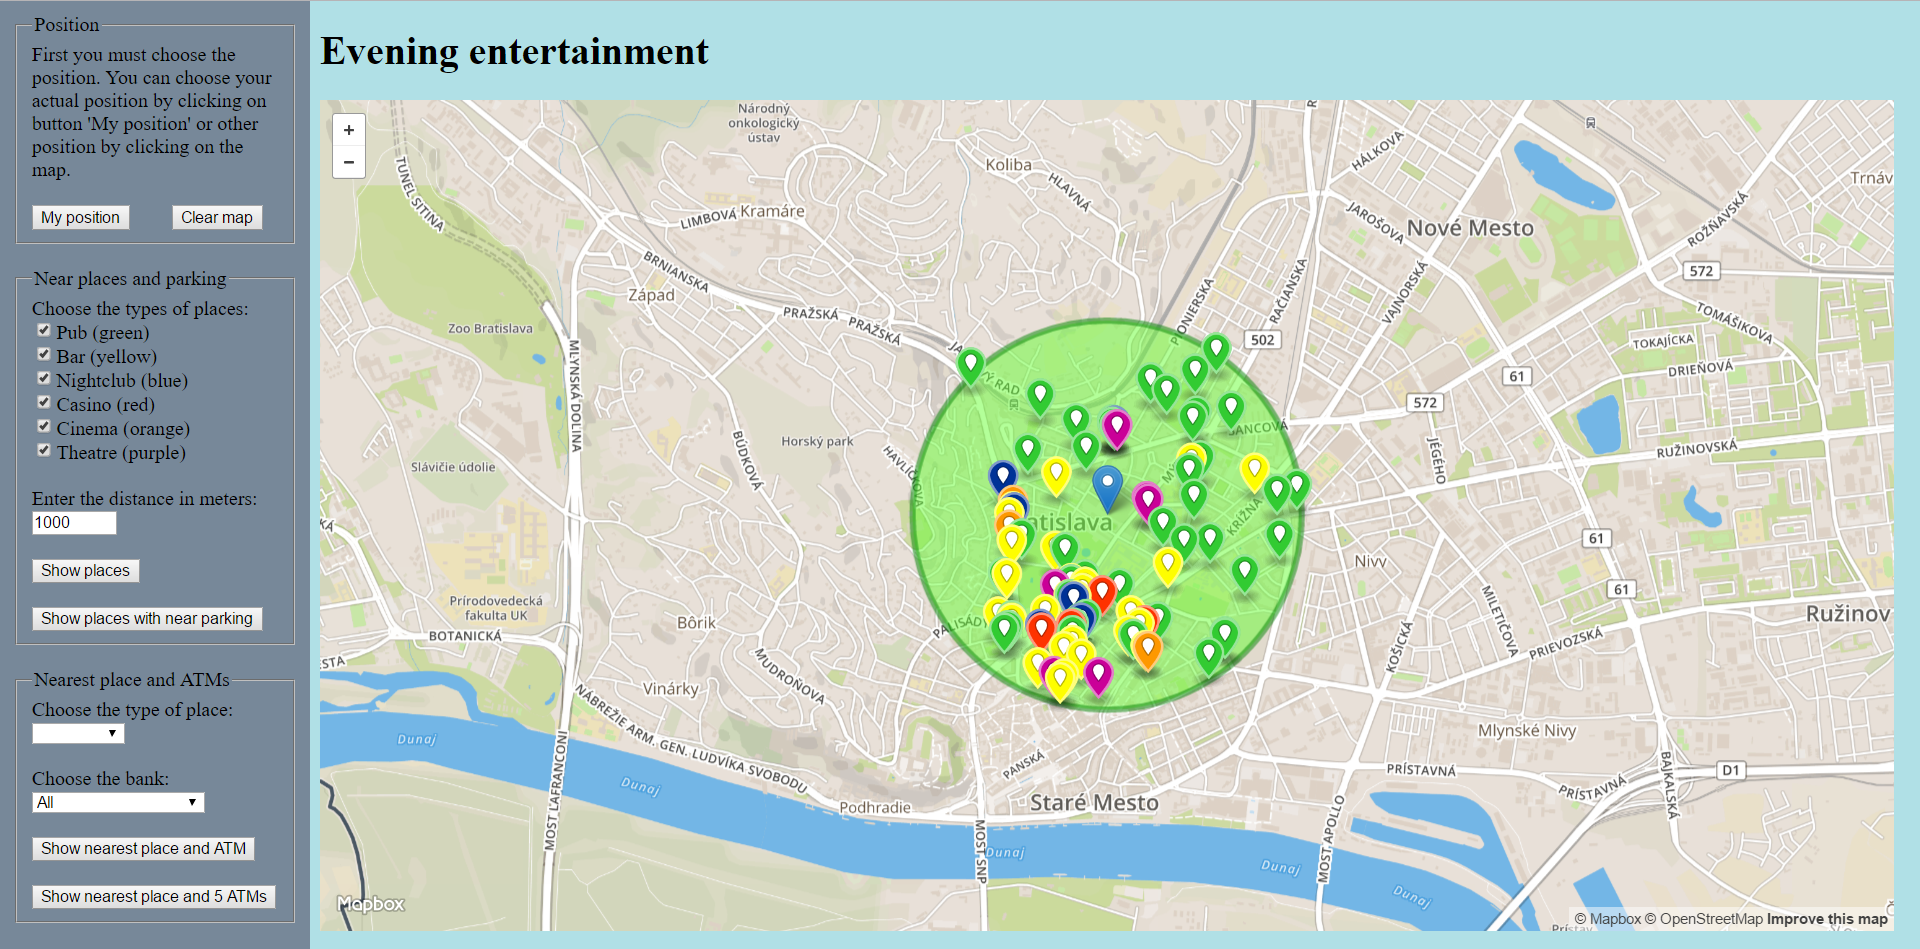 Position
First you must choose the
position. You can choose your
actual position by clicking on
button 'My position' or other
position by clicking on the
map.
My position
Clear map
Near places and parking
Choose the types of places:
Pub (green)
Bar (yellow)
Nightclub (blue)
Casino (red)
Cinema (orange)
Theatre (purple)
Enter the distance in meters:
1000
Show places
Show places with near parking
Nearest place and ATMs
Choose the type of place:
Choose the bank:
All
Show nearest place and ATM
Show nearest place and 5 ATMs
Evening entertainment
+
−
Národný
onkologický
ústav
Koliba
HLAVNÁ
TUNEL SITINA
LIMBOVÁ
Kramáre
BRNIANSKA
Západ
PRAŽSKÁ
PRAŽSKÁ
Zoo Bratislava
MLYNSKÁ DOLINA
Horský park
BÚDKOVÁ
HAVLÍČKOVA
Slávičie údolie
Prírodovedecká
fakulta UK
BOTANICKÁ
Bôrik
MUDROŇOVA
Vinárky
NÁBREŽIE ARM. GEN. LUDVÍKA SVOBODU
Dunaj
Dunaj
MOST LAFRANCONI
Podhradie
PANSKÁ
Staré Mesto
MOST SNP
Dunaj
Dunaj
Dunaj
MOST APOLLO
HÁLKOVA
JAROŠOVA
Nové Mesto
Trnáv
ROŽŇAVSKÁ
572
RAČIANSKA
VAJNORSKÁ
502
TOMÁŠIKOVA
TOKAJÍCKA
DRIEŇOVÁ
61
572
JÉGÉHO
RUŽINOVSKÁ
KRÍŽNA
atislava
61
Nivy
61
MILETIČOVA
KOŠICKÁ
PRIEVOZSKÁ
Ružinov
Mlynské Nivy
PRÍSTAVNÁ
PRÍSTAVNÁ
BAJKALSKÁ
D1
Mapbox
© Mapbox © OpenStreetMap Improve this map